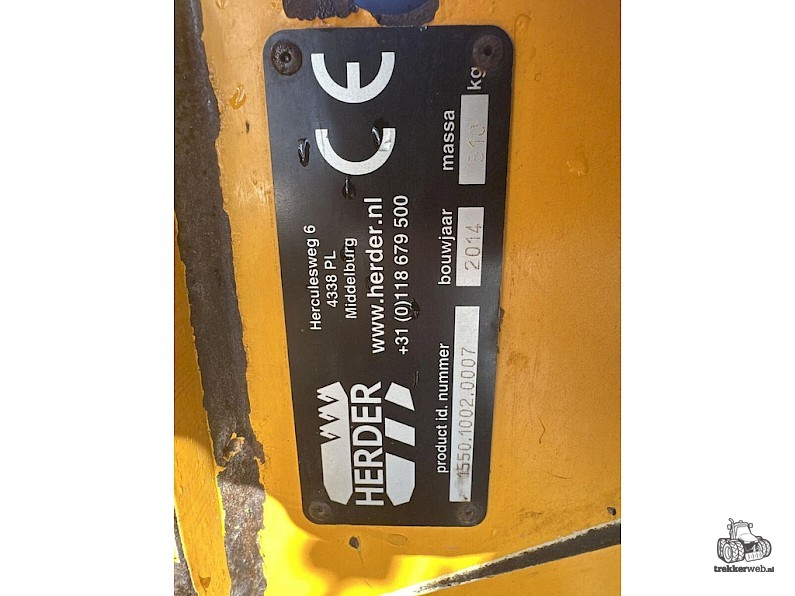 HERDER
Herculesweg 6
4338 PL
Middelburg
www.herder.nl
+31 (0)118 679 500
CE
product id. nummer
1550.1002.0007
bouwjaar
2014
massa
kg
trekkerweb.nl